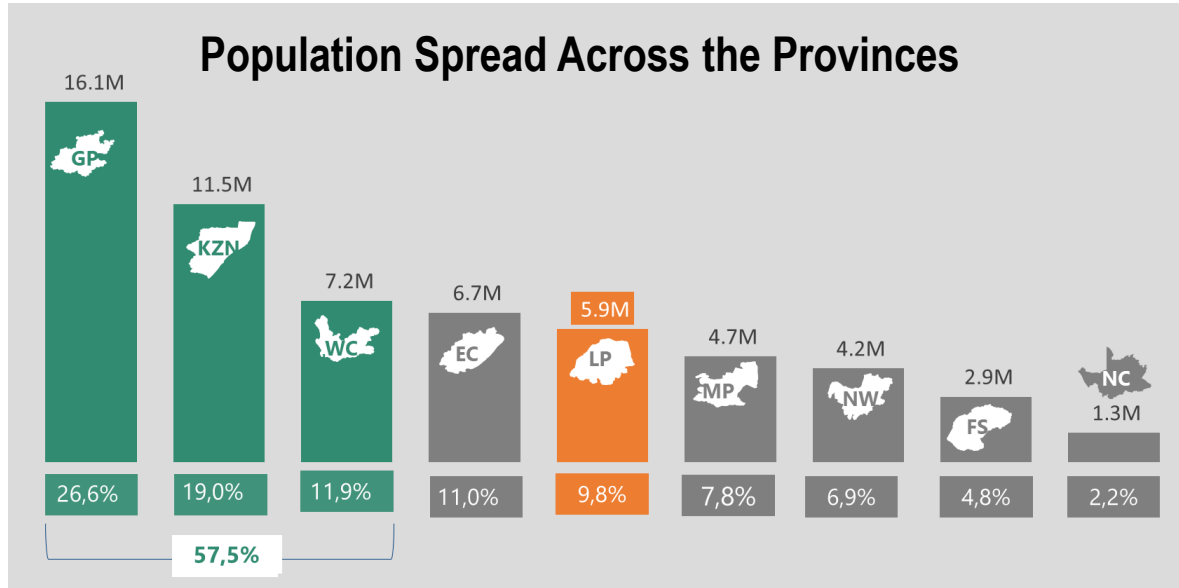 Population Spread Across the Provinces
16.1M
GP
11.5M
KZN
7.2M
WC
6.7M
EC
5.9M
LP
4.7M
MP
4.2M
NW
2.9M
FS
NC
1.3M
26,6%
19,0%
11,9%
11,0%
9,8%
7,8%
6,9%
4,8%
2,2%
57,5%